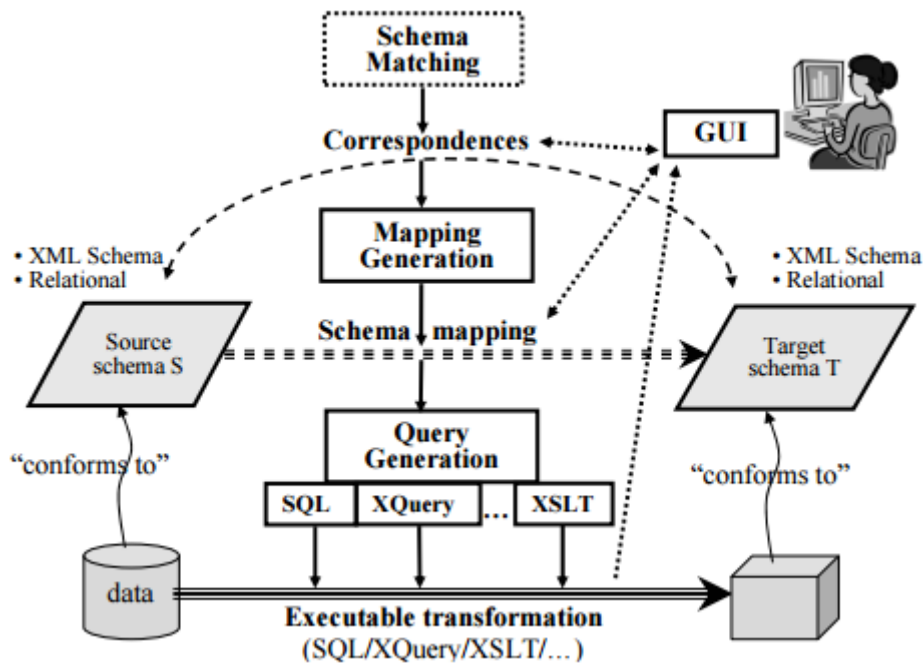 Schema
Matching
Correspondences
GUI
• XML Schema
• Relational
Mapping
Generation
• XML Schema
• Relational
Source
schema S
Schema mapping
Target
schema T
Query
Generation
"conforms to"
"conforms to"
SQL
XQuery
...
XSLT
data
Executable transformation
(SQL/XQuery/XSLT/...)